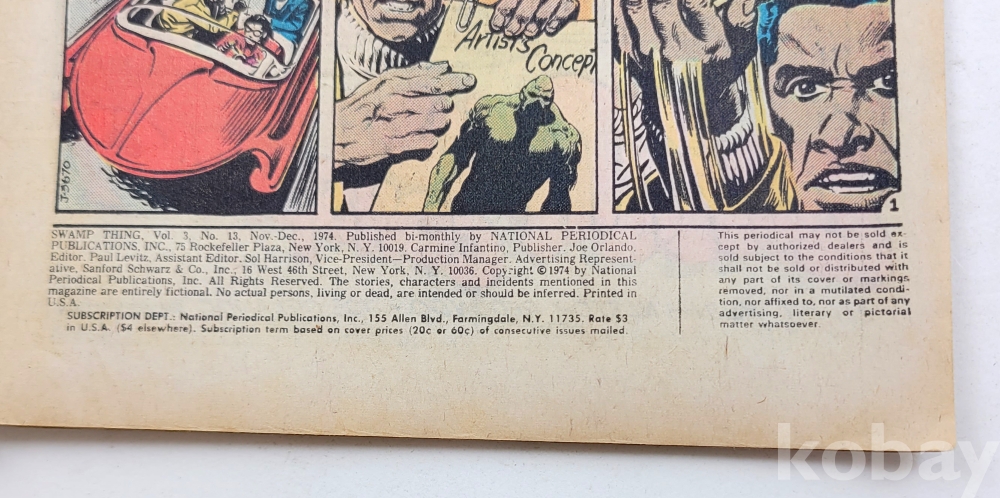 Artist's
Concept
J-3670
1
SWAMP THING, Vol. 3, No. 13, Nov.-Dec., 1974. Published bi-monthly by NATIONAL PERIODICAL
PUBLICATIONS, INC., 75 Rockefeller Plaza, New York, N. Y. 10019. Carmine Infantino, Publisher. Joe Orlando,
Editor. Paul Levitz, Assistant Editor. Sol Harrison, Vice-President—Production Manager. Advertising Represent-
ative, Sanford Schwarz & Co., Inc., 16 West 46th Street, New York, N. Y. 10036. Copyright © 1974 by National
Periodical Publications, Inc. All Rights Reserved. The stories, characters and incidents mentioned in this
magazine are entirely fictional. No actual persons, living or dead, are intended or should be inferred. Printed in
U.S.A.
SUBSCRIPTION DEPT.: National Periodical Publications, Inc., 155 Allen Blvd., Farmingdale, N.Y. 11735. Rate $3
in U.S.A. ($4 elsewhere). Subscription term based on cover prices (20c or 60c) of consecutive issues mailed.
This periodical may not be sold ex-
cept by authorized dealers and is
sold subject to the conditions that it
shall not be sold or distributed with
any part of its cover or markings
removed, nor in a mutilated condi-
tion, nor affixed to, nor as part of any
advertising, literary or pictorial
matter whatsoever.
kobay